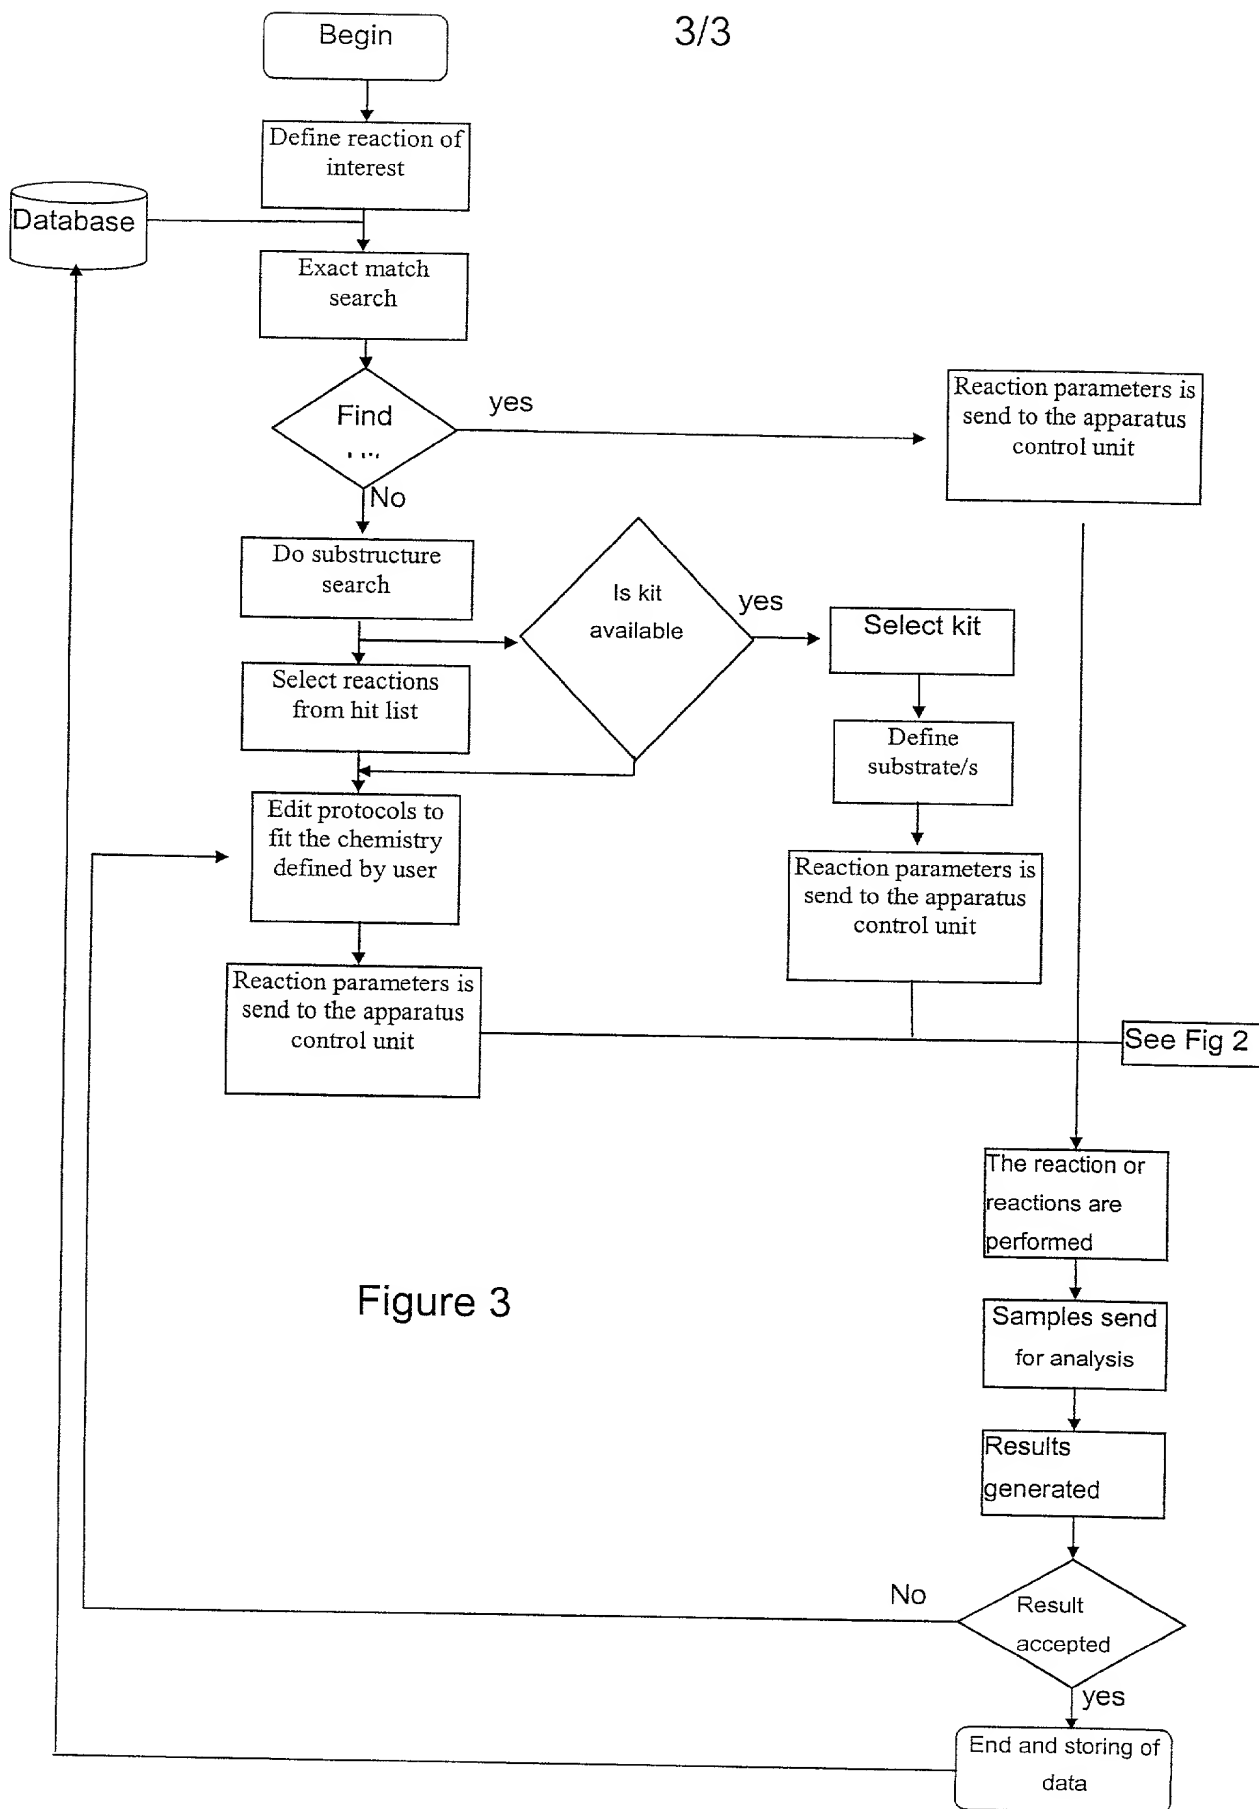 3/3
Begin
Define reaction of
interest
Database
Exact match
search
Find
yes
No
Reaction parameters is
send to the apparatus
control unit
Do substructure
search
Is kit
available
yes
Select kit
Select reactions
from hit list
Define
substrate/s
Edit protocols to
fit the chemistry
defined by user
Reaction parameters is
send to the apparatus
control unit
Reaction parameters is
send to the apparatus
control unit
See Fig 2
The reaction or
reactions are
performed
Figure 3
Samples send
for analysis
Results
generated
No
Result
accepted
yes
End and storing of
data